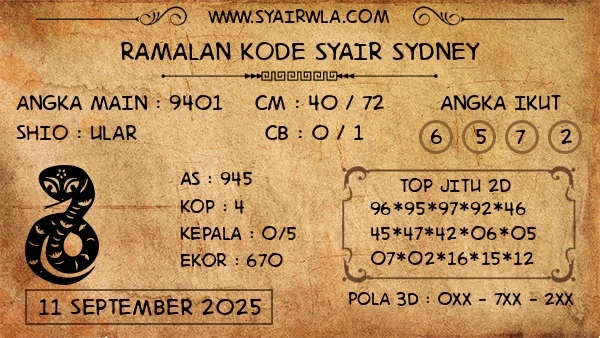 WWW.SYAIRWLA.COM
RAMALAN KODE SYAIR SYDNEY
ANGKA MAIN : 9401
CM : 40 / 72
ANGKA IKUT
SHIO : ULAR
CB : 0 / 1
6 5 7 2
AS : 945
KOP : 4
KEPALA : 0/5
EKOR : 670
TOP JITU 2D
96*95*97*92*46
45*47*42*06*05
07*02*16*15*12
11 SEPTEMBER 2025
POLA 3D : 0XX - 7XX - 2XX